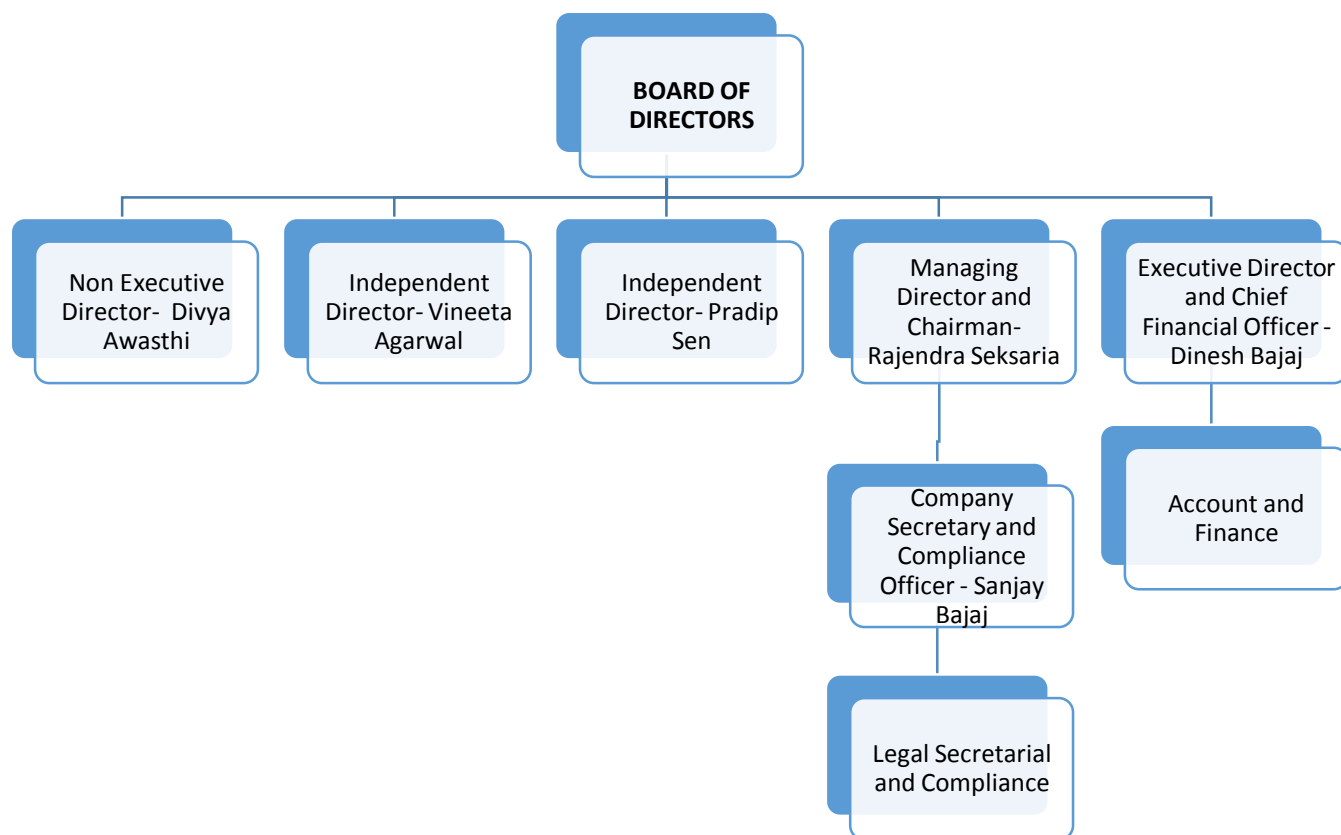 BOARD OF
DIRECTORS
Non Executive
Director-  Divya
Awasthi
Independent
Director- Vineeta
Agarwal
Independent
Director- Pradip
Sen
Managing
Director and
Chairman-
Rajendra Seksaria
Executive Director
and Chief
Financial Officer -
Dinesh Bajaj
Company
Secretary and
Compliance
Officer - Sanjay
Bajaj
Account and
Finance
Legal Secretarial
and Compliance